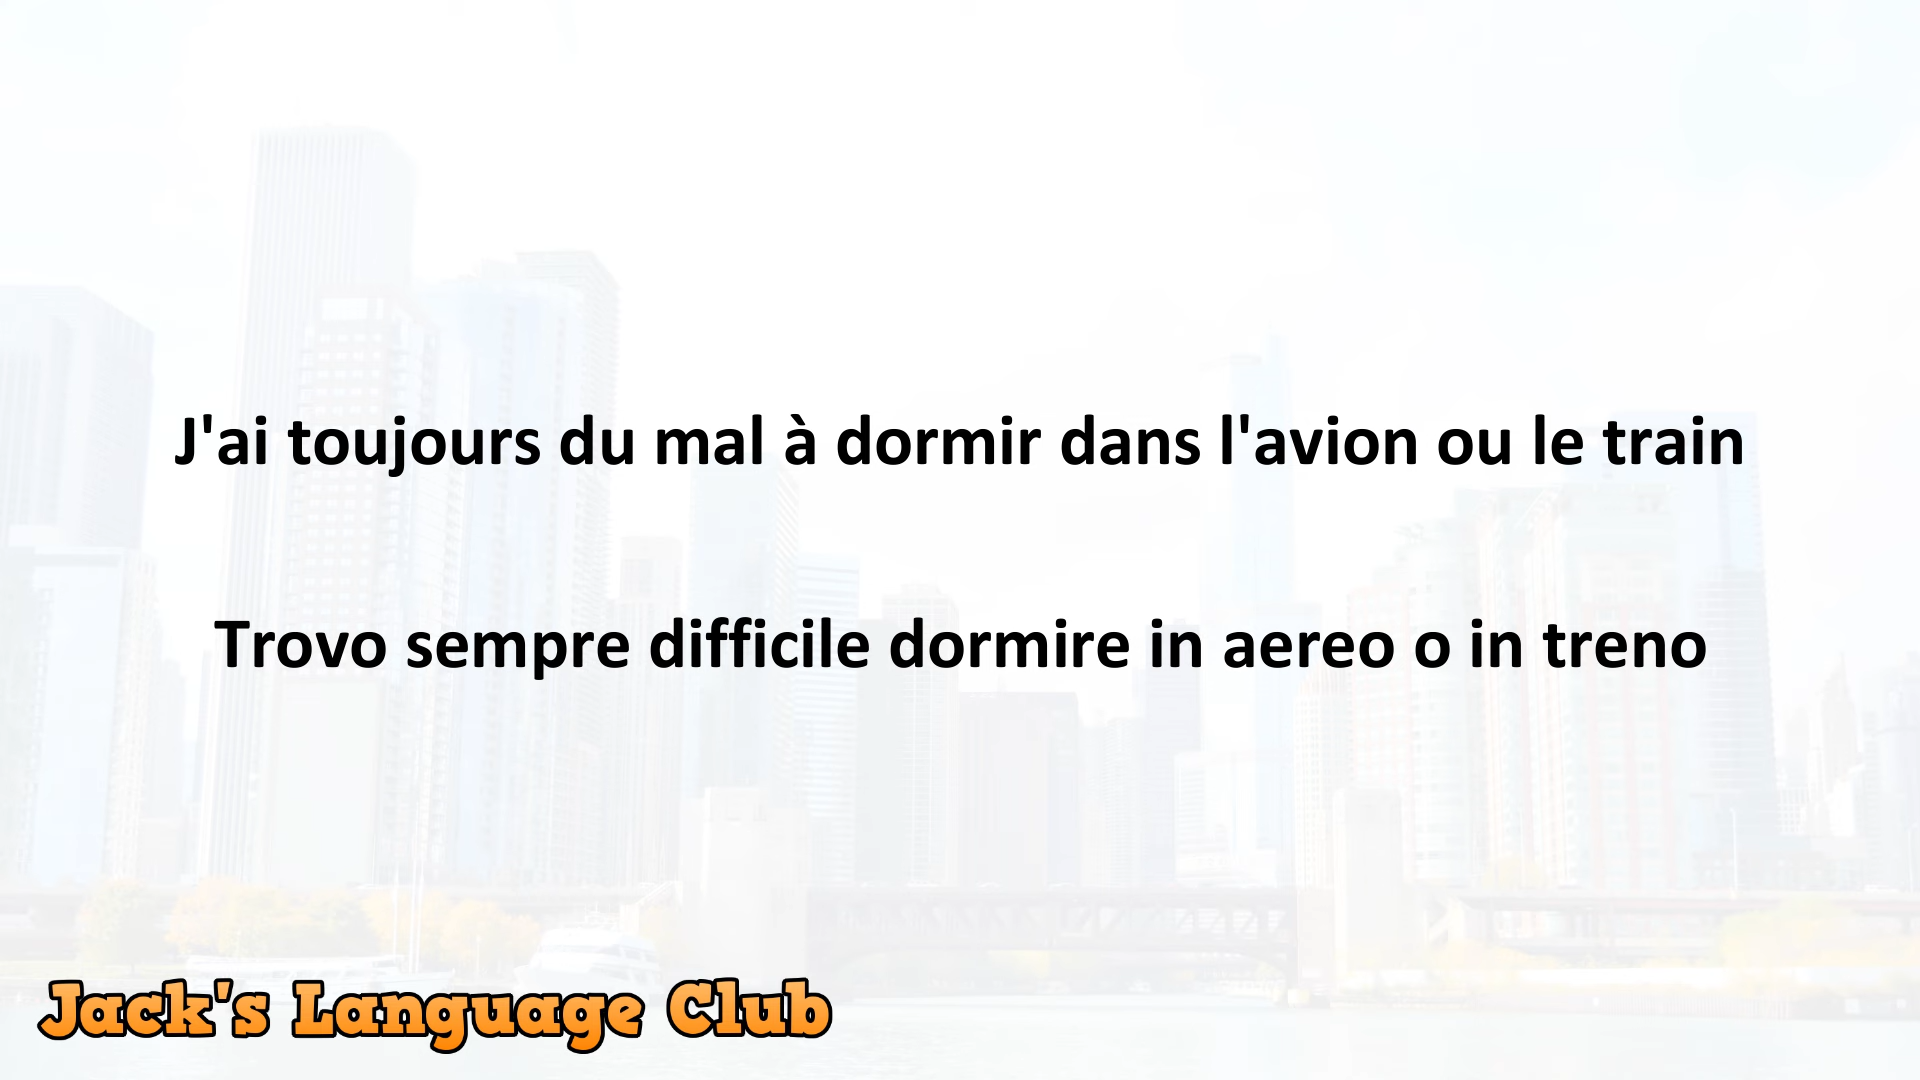 J'ai toujours du mal à dormir dans l'avion ou le train
Trovo sempre difficile dormire in aereo o in treno
Jack's Language Club